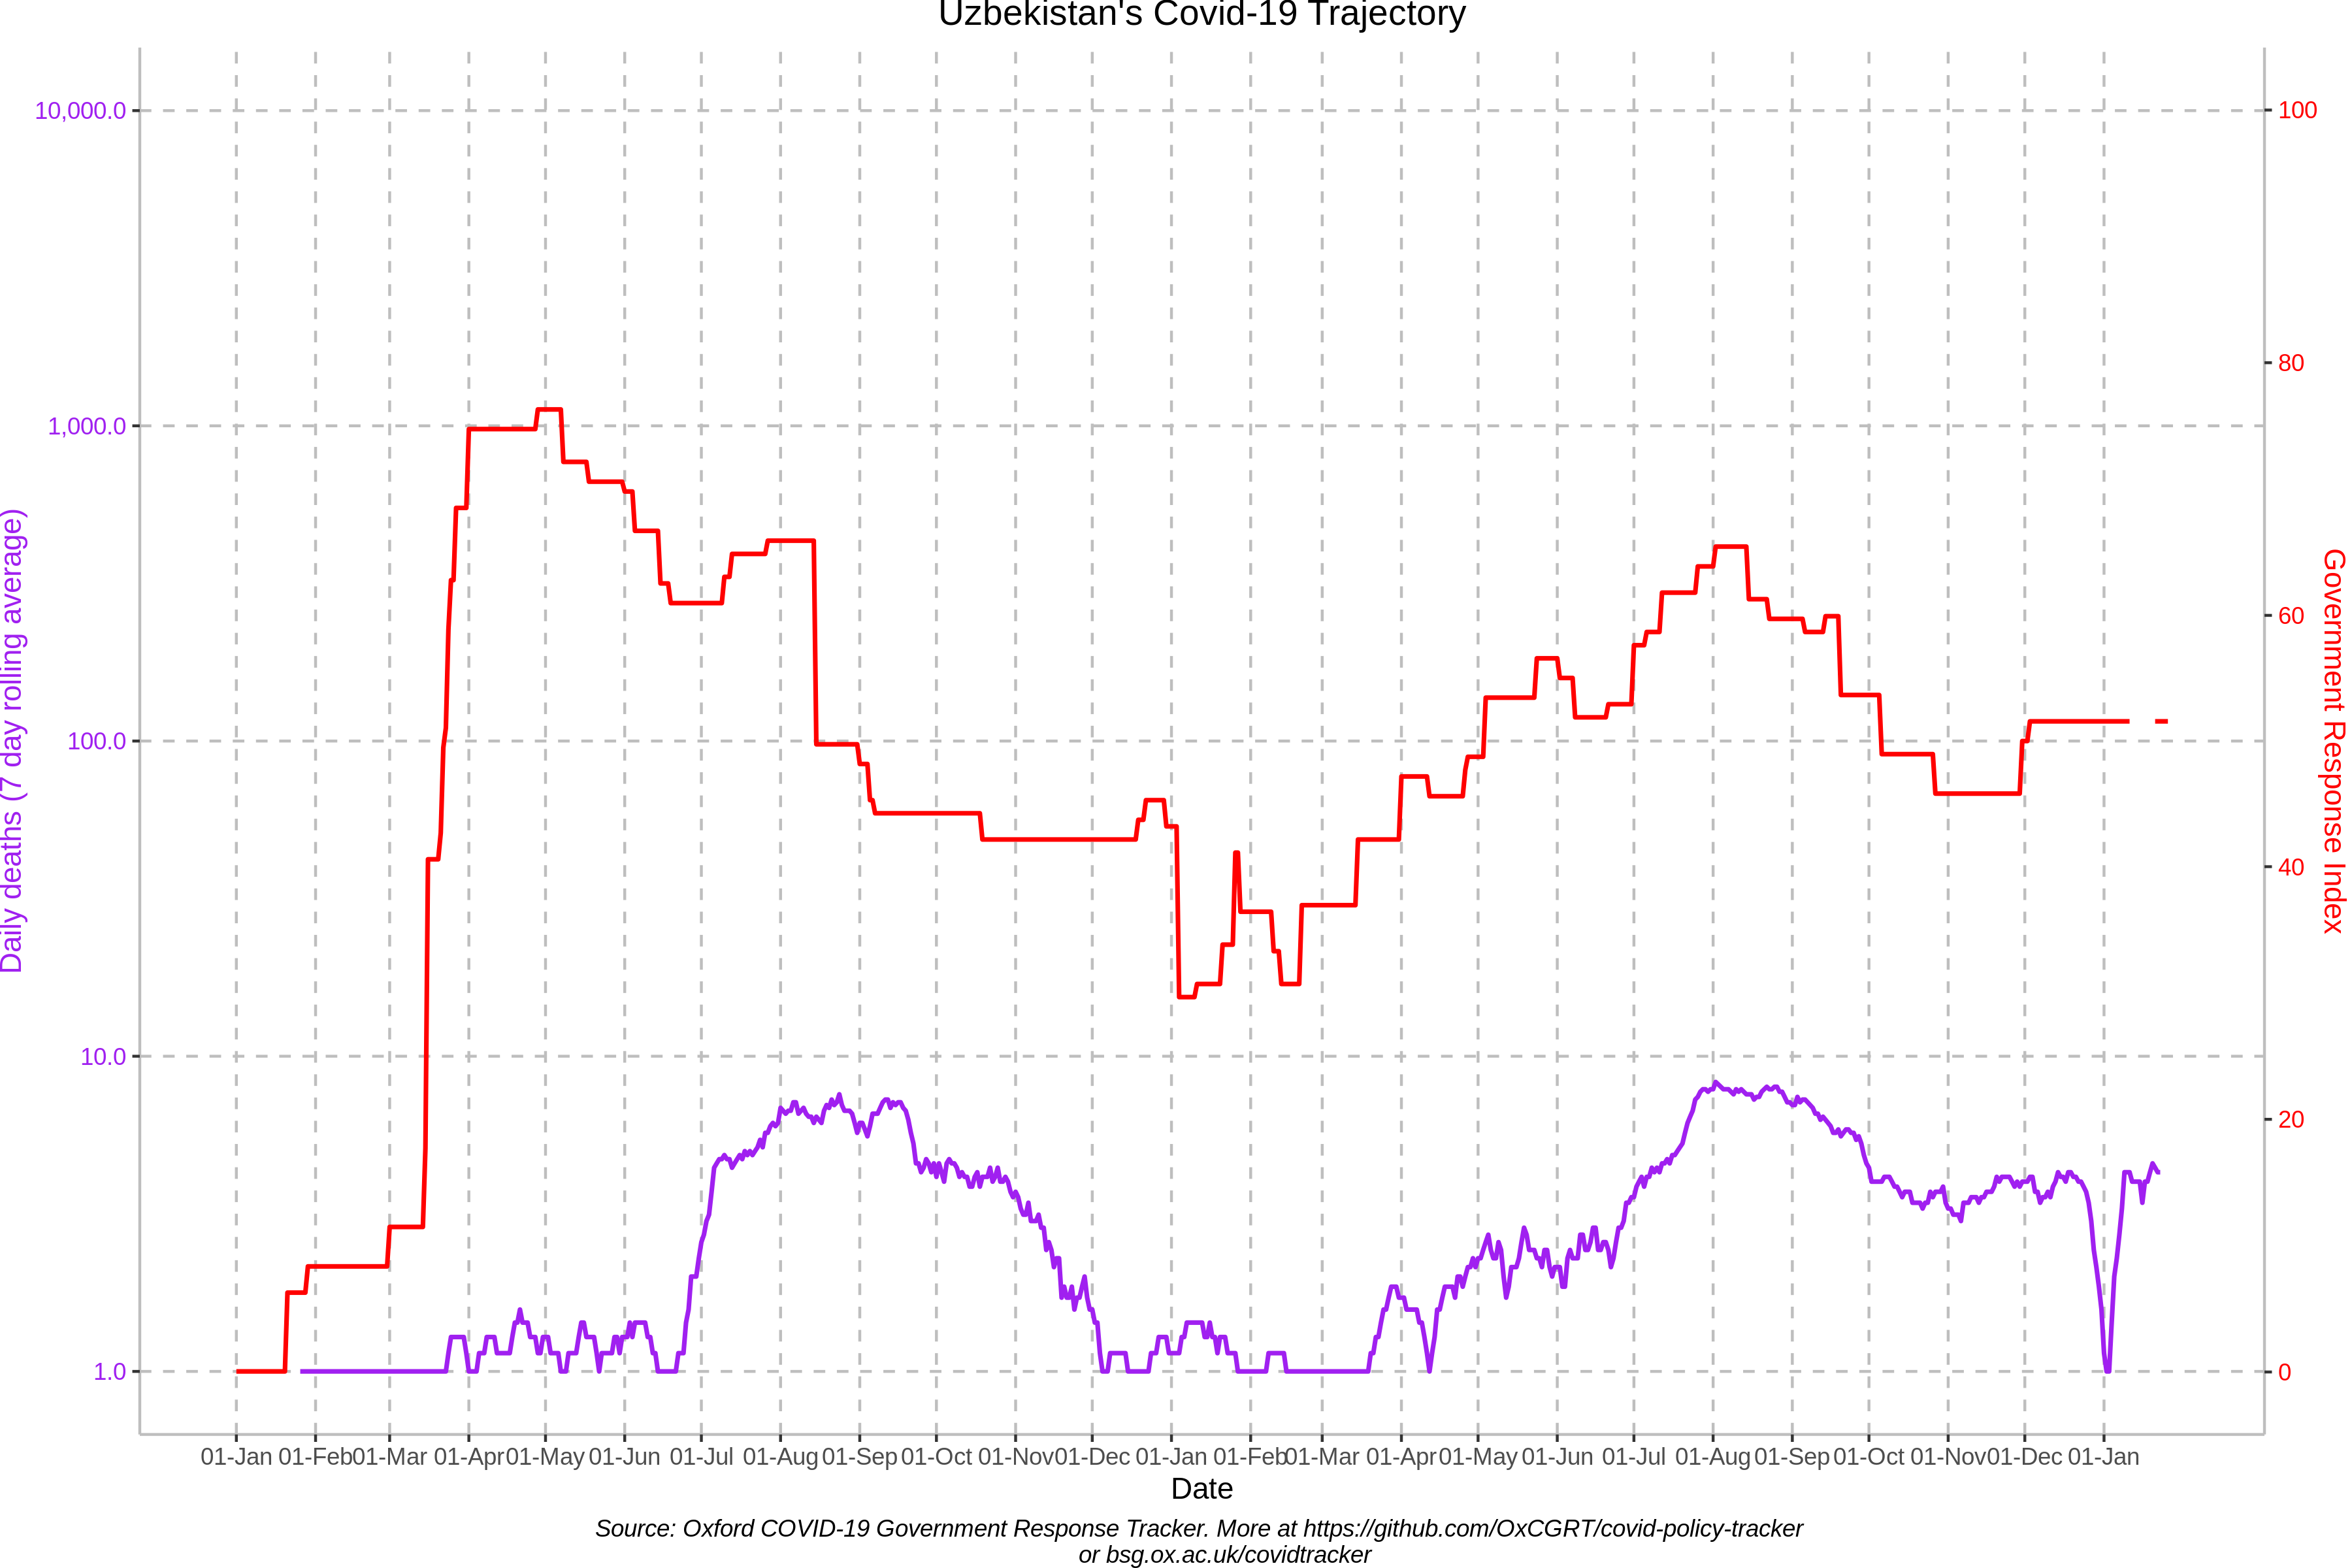 Uzbekistan's Covid-19 Trajectory
10,000.0
1,000.0
100.0
10.0
1.0
Daily deaths (7 day rolling average)
100
80
60
40
20
0
Government Response Index
01-Jan 01-Feb 01-Mar 01-Apr 01-May 01-Jun 01-Jul 01-Aug 01-Sep 01-Oct 01-Nov 01-Dec 01-Jan 01-Feb 01-Mar 01-Apr 01-May 01-Jun 01-Jul 01-Aug 01-Sep 01-Oct 01-Nov 01-Dec 01-Jan
Date
Source: Oxford COVID-19 Government Response Tracker. More at https://github.com/OxCGRT/covid-policy-tracker
or bsg.ox.ac.uk/covidtracker